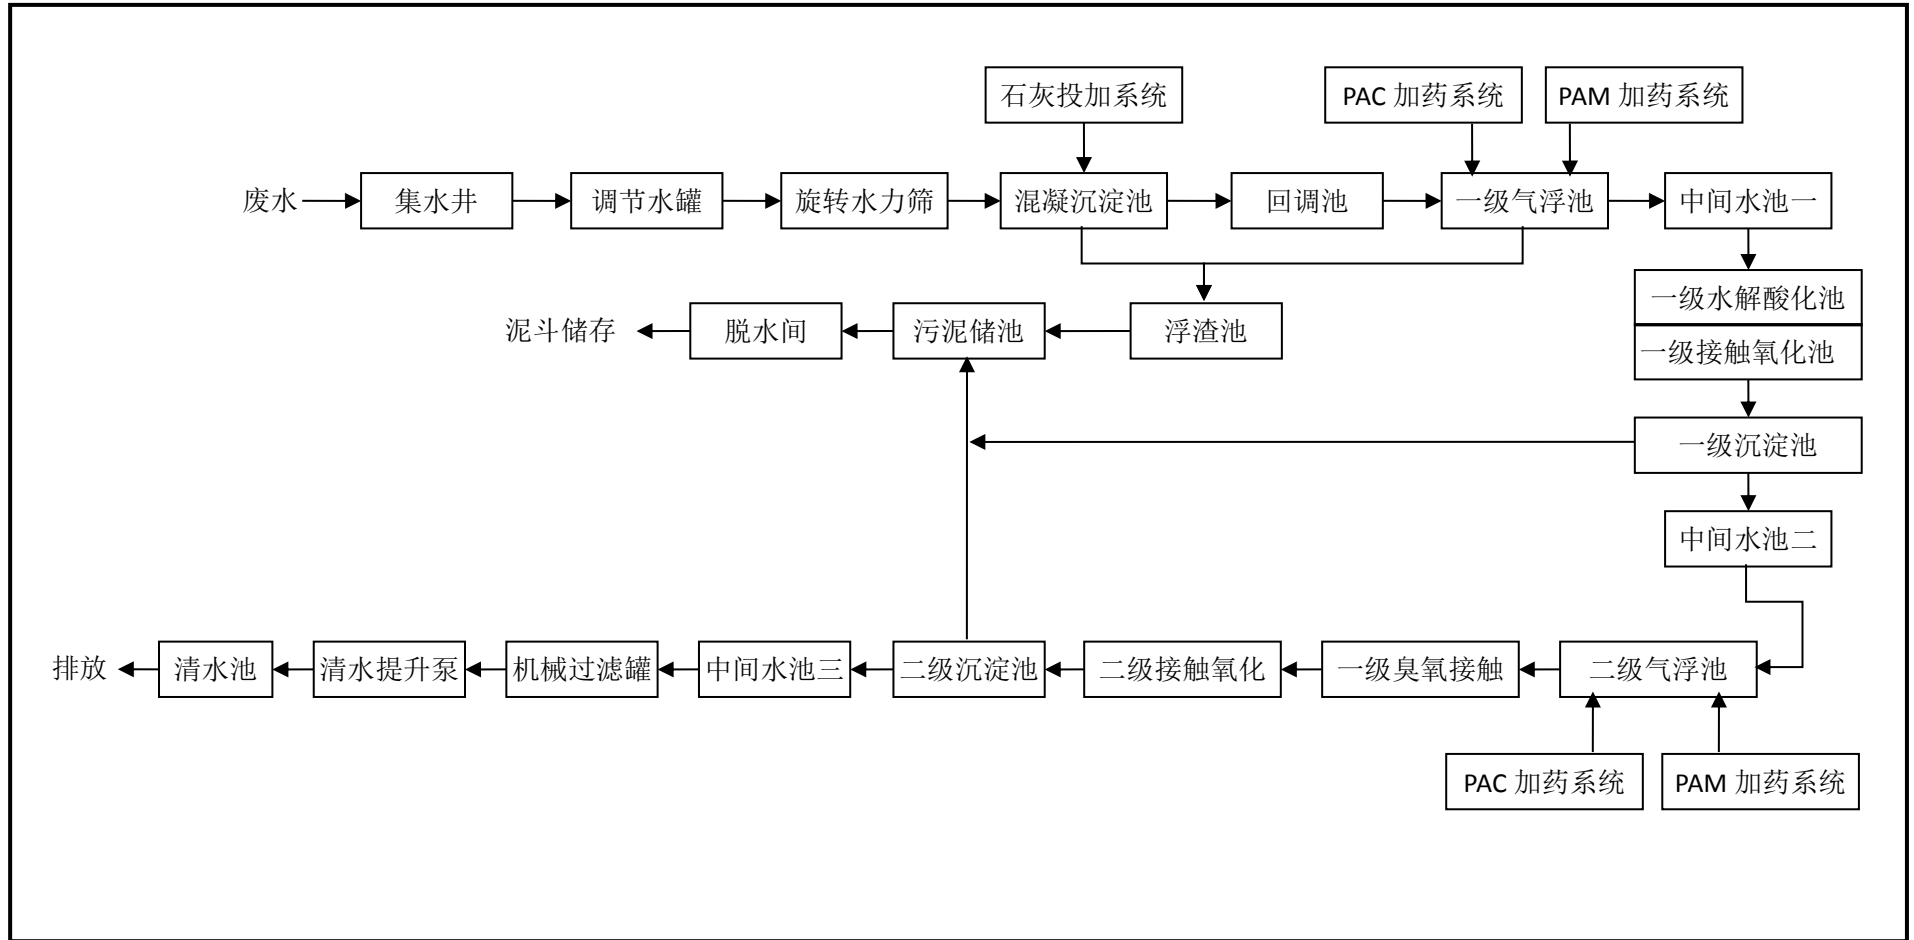 石灰投加系统
PAC 加药系统
PAM 加药系统
废水
集水井
调节水罐
旋转水力筛
混凝沉淀池
回调池
一级气浮池
中间水池一
一级水解酸化池
泥斗储存
脱水间
污泥储池
浮渣池
一级接触氧化池
一级沉淀池
中间水池二
排放
清水池
清水提升泵
机械过滤罐
中间水池三
二级沉淀池
二级接触氧化
一级臭氧接触
二级气浮池
PAC 加药系统
PAM 加药系统